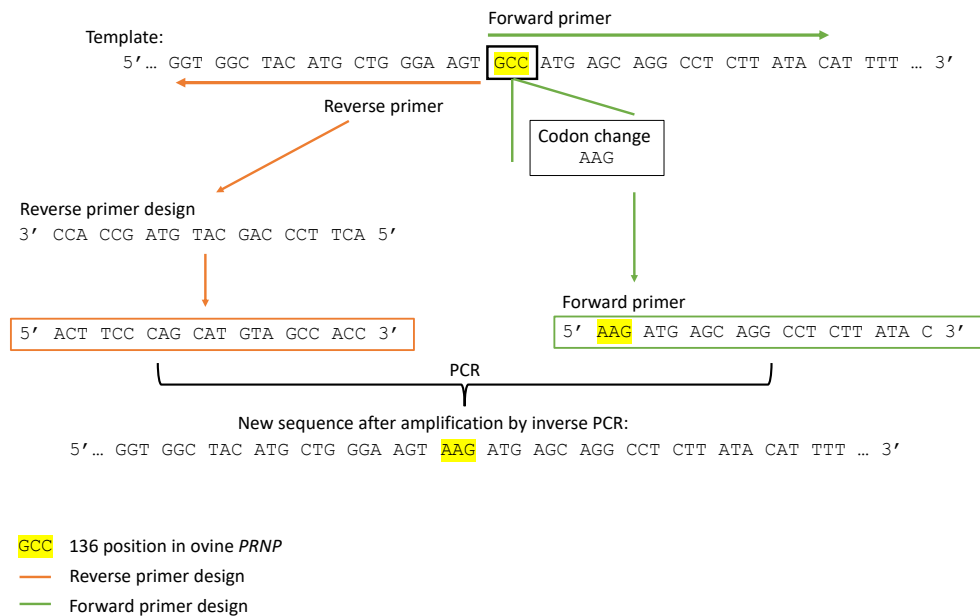 Forward primer
Template:
5’ … GGT GGC TAC ATG CTG GGA AGT GCC ATG AGC AGG CCT CTT ATA CAT TTT … 3’
Reverse primer
Codon change
AAG
Reverse primer design
3’ CCA CCG ATG TAC GAC CCT TCA 5’
Forward primer
5’ ACT TCC CAG CAT GTA GCC ACC 3’
5’ AAG ATG AGC AGG CCT CTT ATA C 3’
PCR
New sequence after amplification by inverse PCR:
5’ … GGT GGC TAC ATG CTG GGA AGT AAG ATG AGC AGG CCT CTT ATA CAT TTT … 3’
GCC 136 position in ovine PRNP
Reverse primer design
Forward primer design